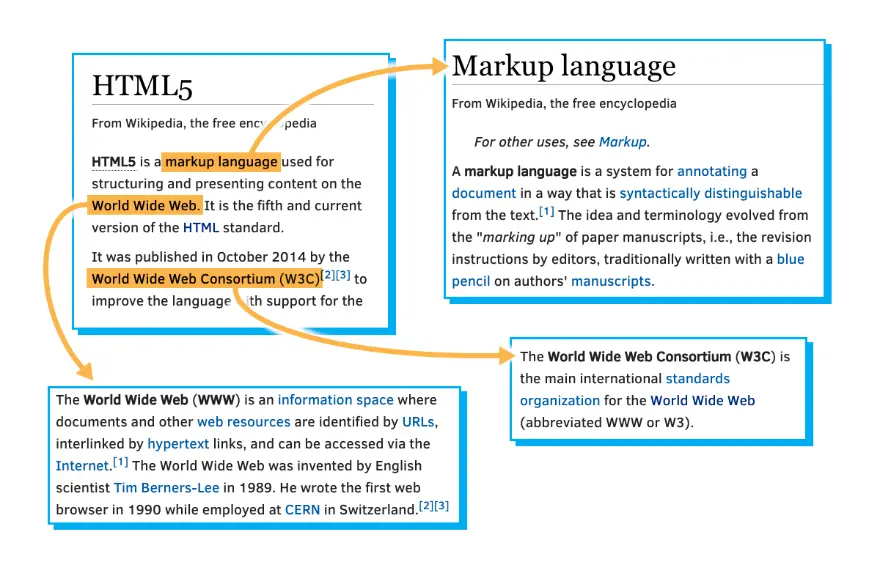 HTML5
From Wikipedia, the free encyclopedia
HTML5 is a markup language used for
structuring and presenting content on the
World Wide Web. It is the fifth and current
version of the HTML standard.
It was published in October 2014 by the
World Wide Web Consortium (W3C)[2][3] to
improve the language with support for the
Markup language
From Wikipedia, the free encyclopedia
For other uses, see Markup.
A markup language is a system for annotating a
document in a way that is syntactically distinguishable
from the text.[1] The idea and terminology evolved from
the "marking up" of paper manuscripts, i.e., the revision
instructions by editors, traditionally written with a blue
pencil on authors' manuscripts.
The World Wide Web Consortium (W3C) is
the main international standards
organization for the World Wide Web
(abbreviated WWW or W3).
The World Wide Web (WWW) is an information space where
documents and other web resources are identified by URLs,
interlinked by hypertext links, and can be accessed via the
Internet.[1] The World Wide Web was invented by English
scientist Tim Berners-Lee in 1989. He wrote the first web
browser in 1990 while employed at CERN in Switzerland.[2][3]